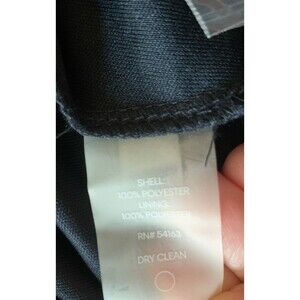 SHELL:
100% POLYESTER
LINING:
100% POLYESTER
RN# 54163
DRY CLEAN